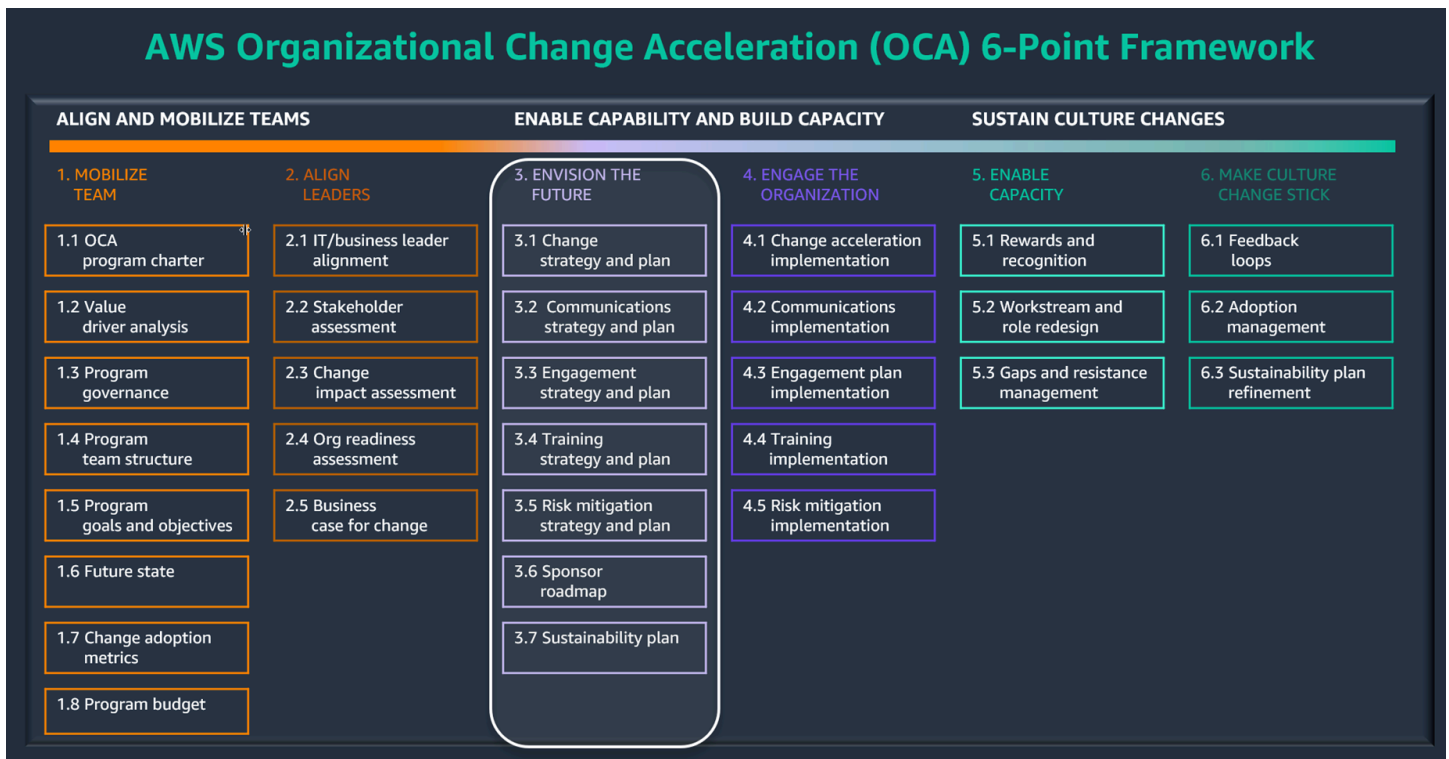 AWS Organizational Change Acceleration (OCA) 6-Point Framework
ALIGN AND MOBILIZE TEAMS
ENABLE CAPABILITY AND BUILD CAPACITY
SUSTAIN CULTURE CHANGES
1. MOBILIZE
TEAM
1.1 OCA
program charter
1.2 Value
driver analysis
1.3 Program
governance
1.4 Program
team structure
1.5 Program
goals and objectives
1.6 Future state
1.7 Change adoption
metrics
1.8 Program budget
2. ALIGN
LEADERS
2.1 IT/business leader
alignment
2.2 Stakeholder
assessment
2.3 Change
impact assessment
2.4 Org readiness
assessment
2.5 Business
case for change
3. ENVISION THE
FUTURE
3.1 Change
strategy and plan
3.2 Communications
strategy and plan
3.3 Engagement
strategy and plan
3.4 Training
strategy and plan
3.5 Risk mitigation
strategy and plan
3.6 Sponsor
roadmap
3.7 Sustainability plan
4. ENGAGE THE
ORGANIZATION
4.1 Change acceleration
implementation
4.2 Communications
implementation
4.3 Engagement plan
implementation
4.4 Training
implementation
4.5 Risk mitigation
implementation
5. ENABLE
CAPACITY
5.1 Rewards and
recognition
5.2 Workstream and
role redesign
5.3 Gaps and resistance
management
6. MAKE CULTURE
CHANGE STICK
6.1 Feedback
loops
6.2 Adoption
management
6.3 Sustainability plan
refinement